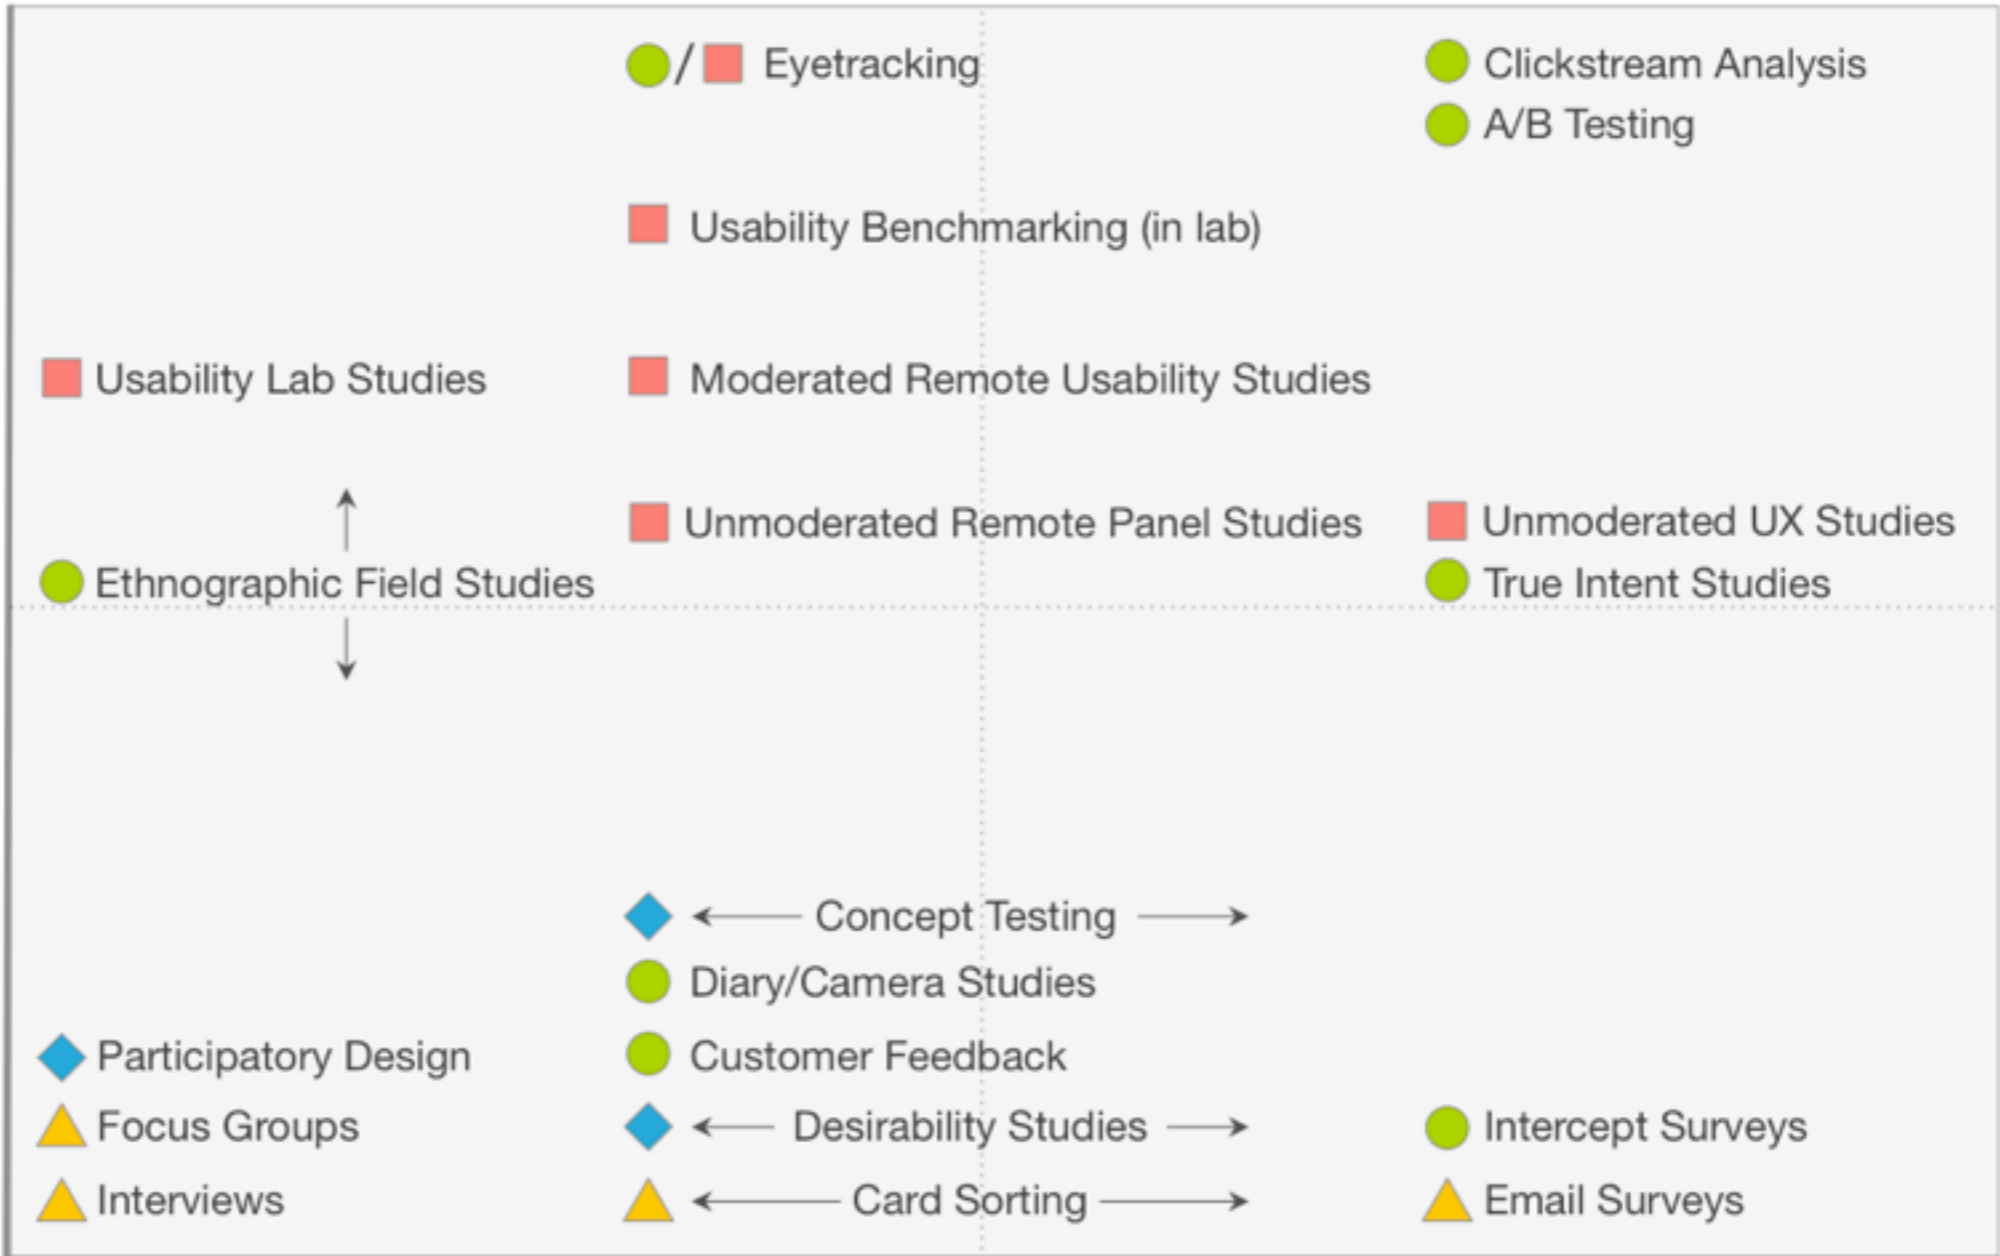 / Eyetracking
Clickstream Analysis
A/B Testing
Usability Benchmarking (in lab)
Usability Lab Studies
Moderated Remote Usability Studies
Unmoderated Remote Panel Studies
Unmoderated UX Studies
Ethnographic Field Studies
True Intent Studies
Concept Testing
Diary/Camera Studies
Participatory Design
Customer Feedback
Focus Groups
Desirability Studies
Intercept Surveys
Interviews
Card Sorting
Email Surveys